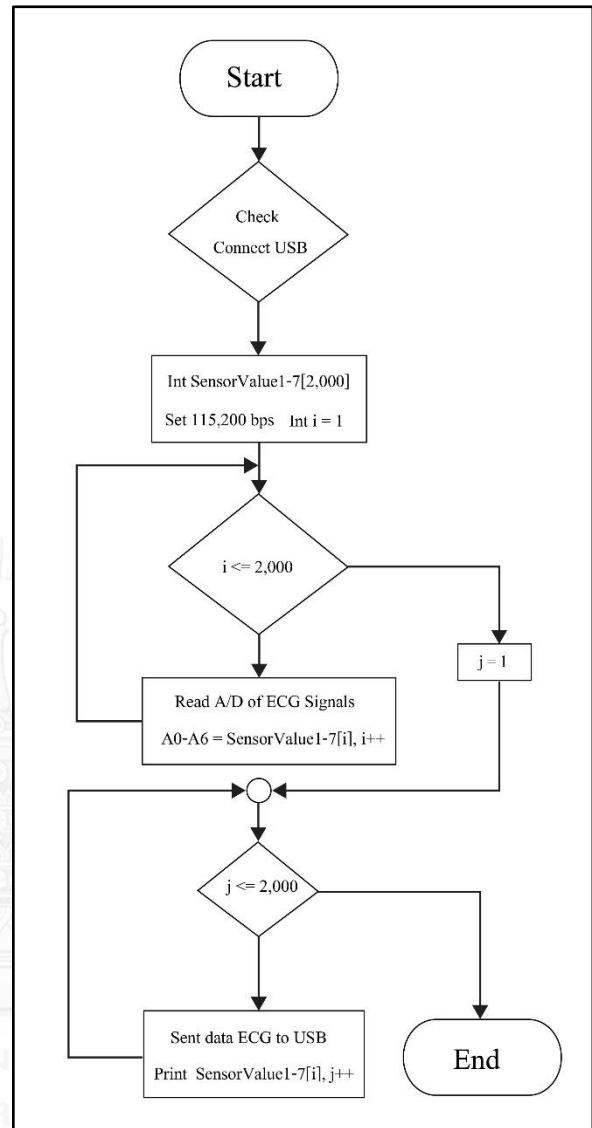 Start
Check
Connect USB
Int SensorValue1-7[2,000]
Set 115,200 bps Int i = 1
i <= 2,000
j = 1
Read A/D of ECG Signals
A0-A6 = SensorValue1-7[i], i++
j <= 2,000
Sent data ECG to USB
Print SensorValue1-7[i], j++
End